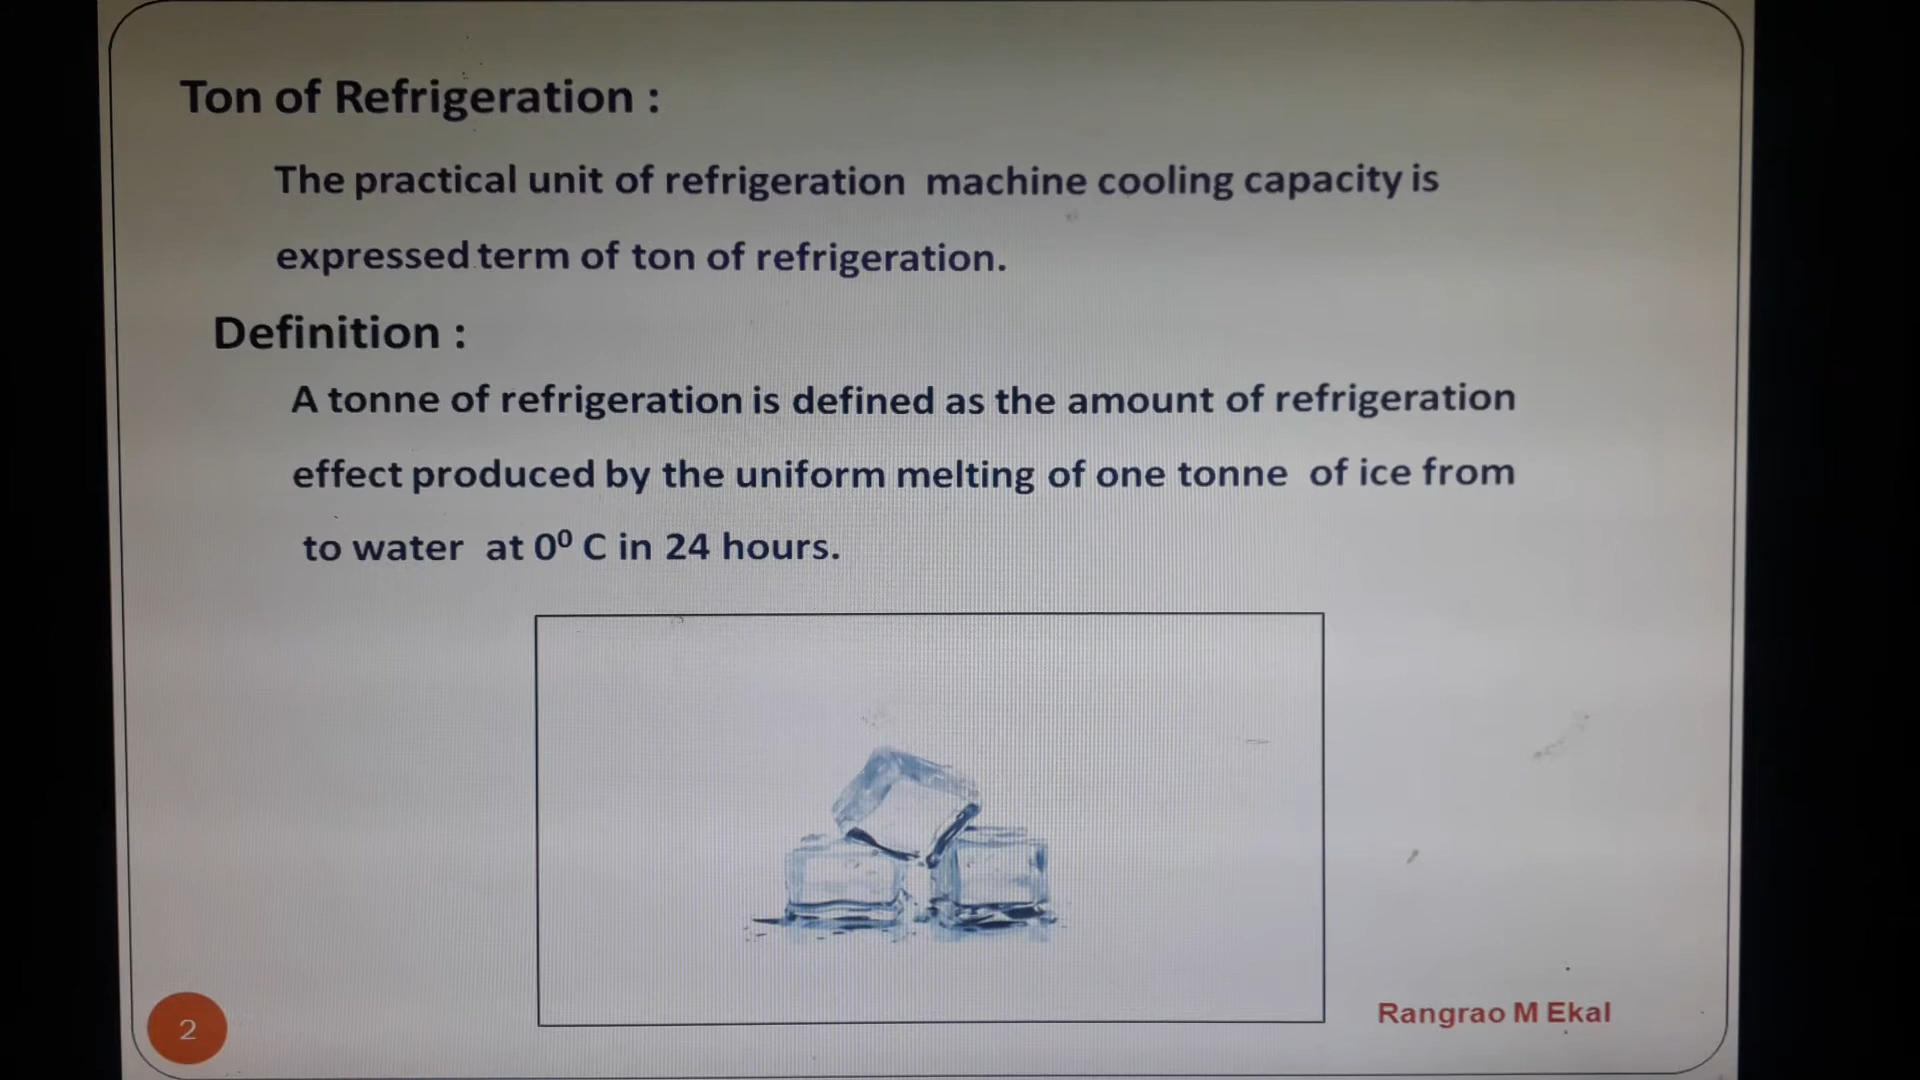 Ton of Refrigeration :
The practical unit of refrigeration machine cooling capacity is
expressed term of ton of refrigeration.
Definition :
A tonne of refrigeration is defined as the amount of refrigeration
effect produced by the uniform melting of one tonne of ice from
to water at 0⁰ C in 24 hours.
2
Rangrao M Ekal